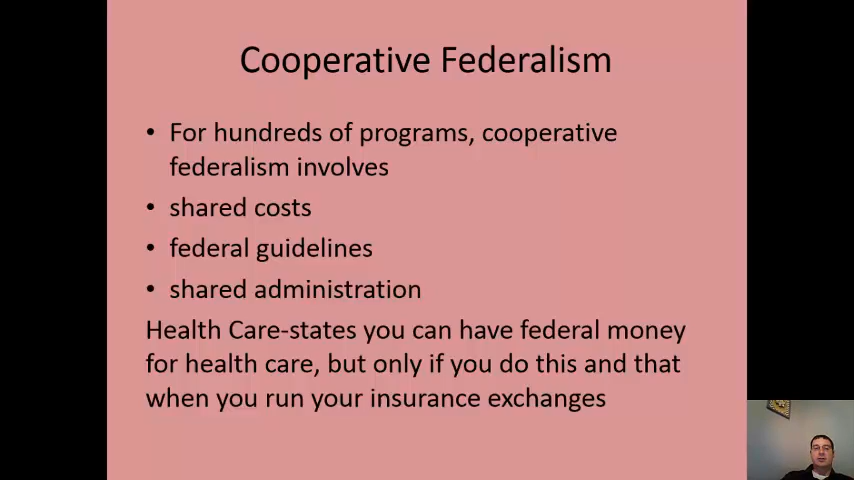 Cooperative Federalism
• For hundreds of programs, cooperative
federalism involves
• shared costs
• federal guidelines
• shared administration
Health Care-states you can have federal money
for health care, but only if you do this and that
when you run your insurance exchanges